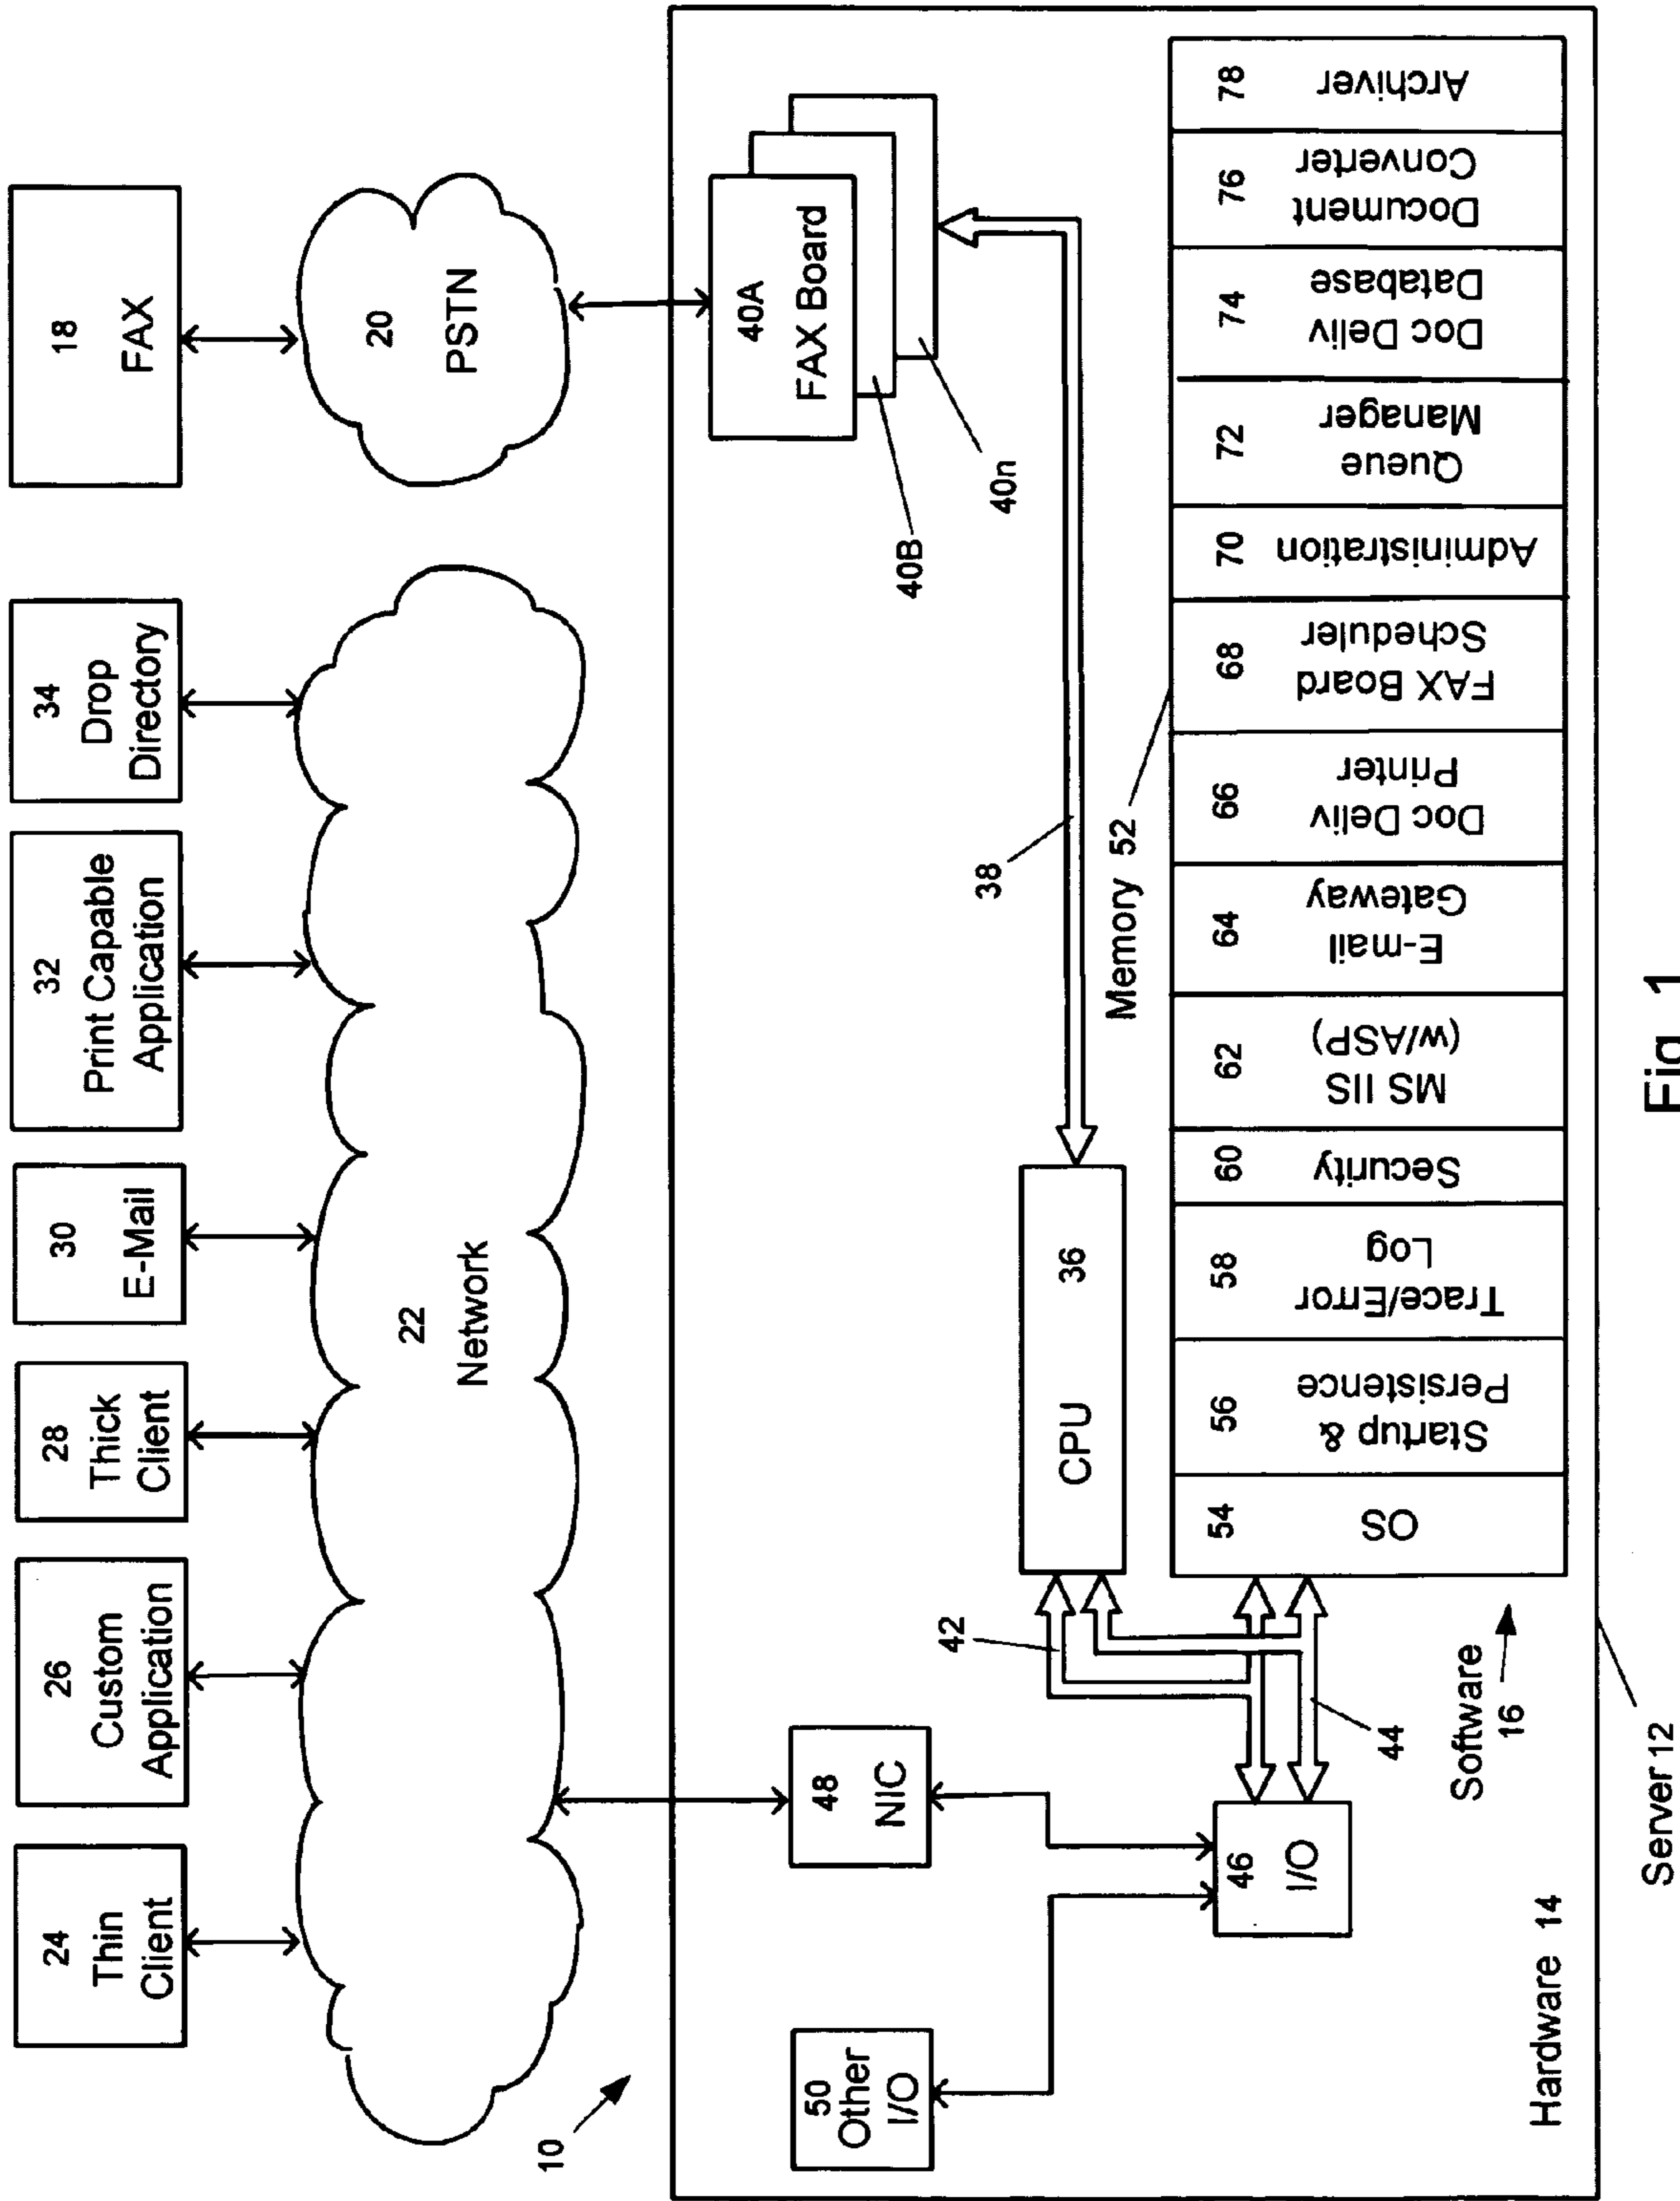 24
Thin
Client
26
Custom
Application
28
Thick
Client
30
E-Mail
32
Print Capable
Application
34
Drop
Directory
18
FAX
22
Network
20
PSTN
10
50
Other
I/O
48
NIC
40A
FAX Board
40B
40n
46
I/O
42
44
CPU 36
38
Memory 52
54
OS
56
Startup &
Persistence
58
Trace/Error
Log
60
Security
62
MS IIS
(w/ASP)
64
E-mail
Gateway
66
Doc Deliv
Printer
68
FAX Board
Scheduler
70
Administration
72
Queue
Manager
74
Doc Deliv
Database
76
Document
Converter
78
Archiver
Software
16
Hardware 14
Server 12
Fig. 1